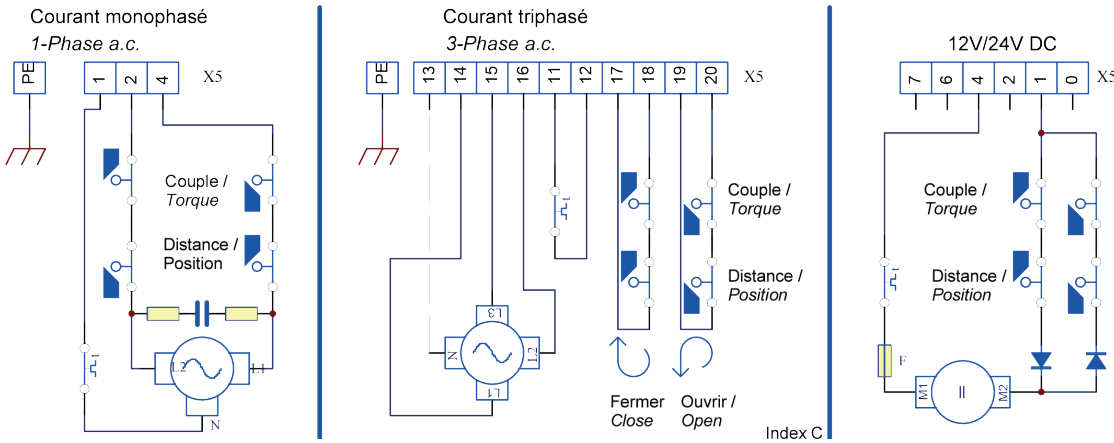 Courant monophasé
1-Phase a.c.
PE
1
2
4
X5
Couple /
Torque
Distance /
Position
t
L2
L1
N
Courant triphasé
3-Phase a.c.
PE
13
14
15
16
11
12
17
18
19
20
X5
t
Couple /
Torque
Distance /
Position
L3
N
L2
L1
Fermer
Close
Ouvrir /
Open
Index C
12V/24V DC
7
6
4
2
1
0
X5
Couple /
Torque
Distance /
Position
t
F
M1
II
M2